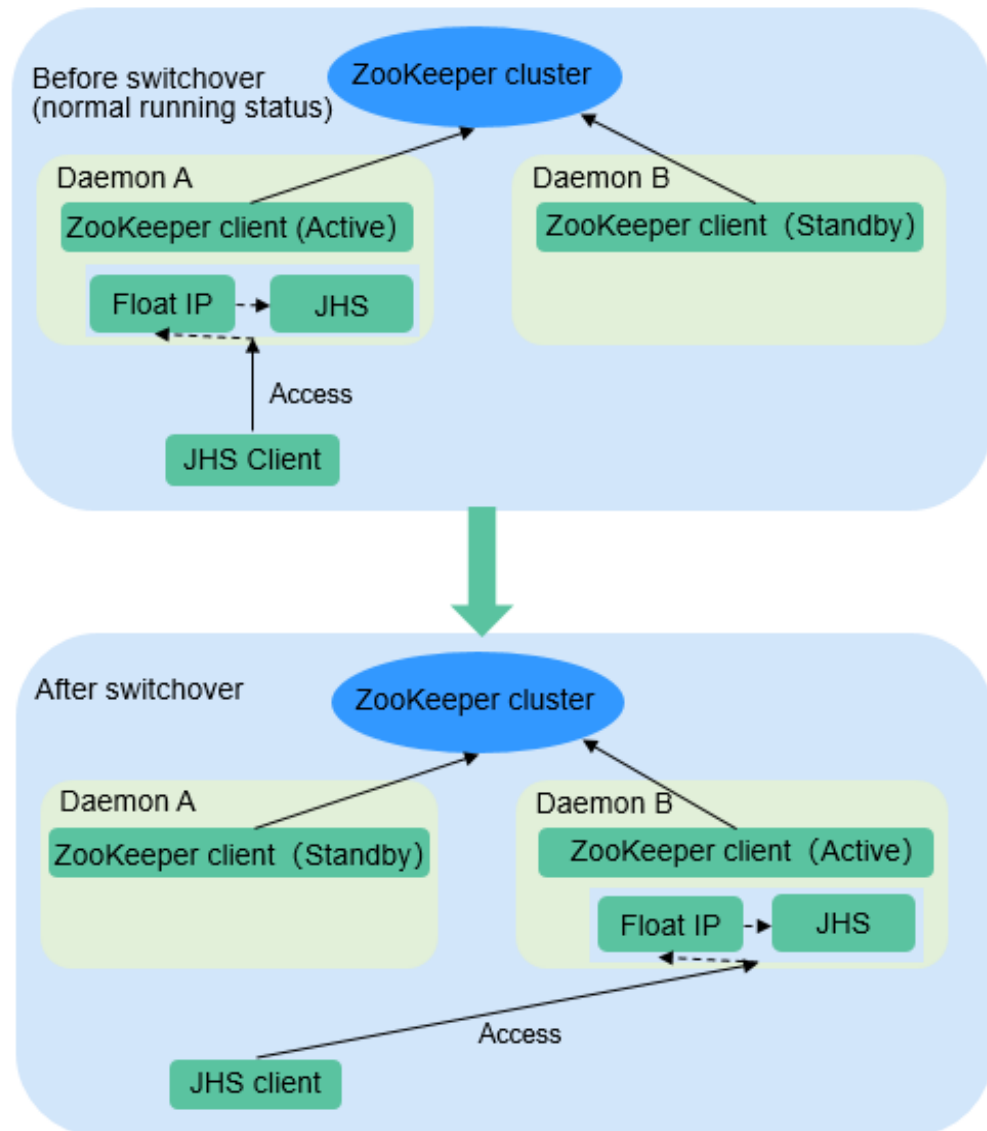 ZooKeeper cluster
Before switchover
(normal running status)
Daemon A
Daemon B
ZooKeeper client (Active）
ZooKeeper client（Standby）
Float IP
JHS
Access
JHS Client
After switchover
ZooKeeper cluster
Daemon A
Daemon B
ZooKeeper client（Standby）
ZooKeeper client（Active）
Float IP
JHS
Access
JHS client